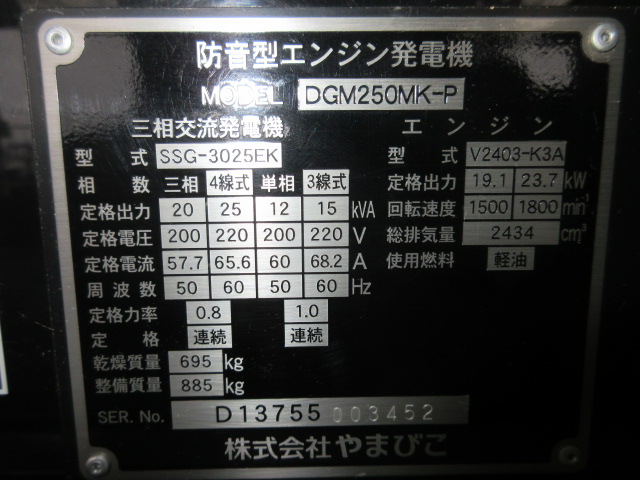 防音型エンジン発電機
MODEL DGM250MK-P
三相交流発電機 エンジン
型式 SSG-3025EK 型式 V2403-K3A
相数 三相 4線式 単相 3線式 定格出力 19.1 23.7 kW
定格出力 20 25 12 15 kVA 回転速度 1500 1800 min⁻¹
定格電圧 200 220 200 220 V 総排気量 2434 cm³
定格電流 57.7 65.6 60 68.2 A 使用燃料 軽油
周波数 50 60 50 60 Hz
定格力率 0.8 1.0
定格 連続 連続
乾燥質量 695 kg
整備質量 885 kg
SER. No. D13755 003452
株式会社やまびこ